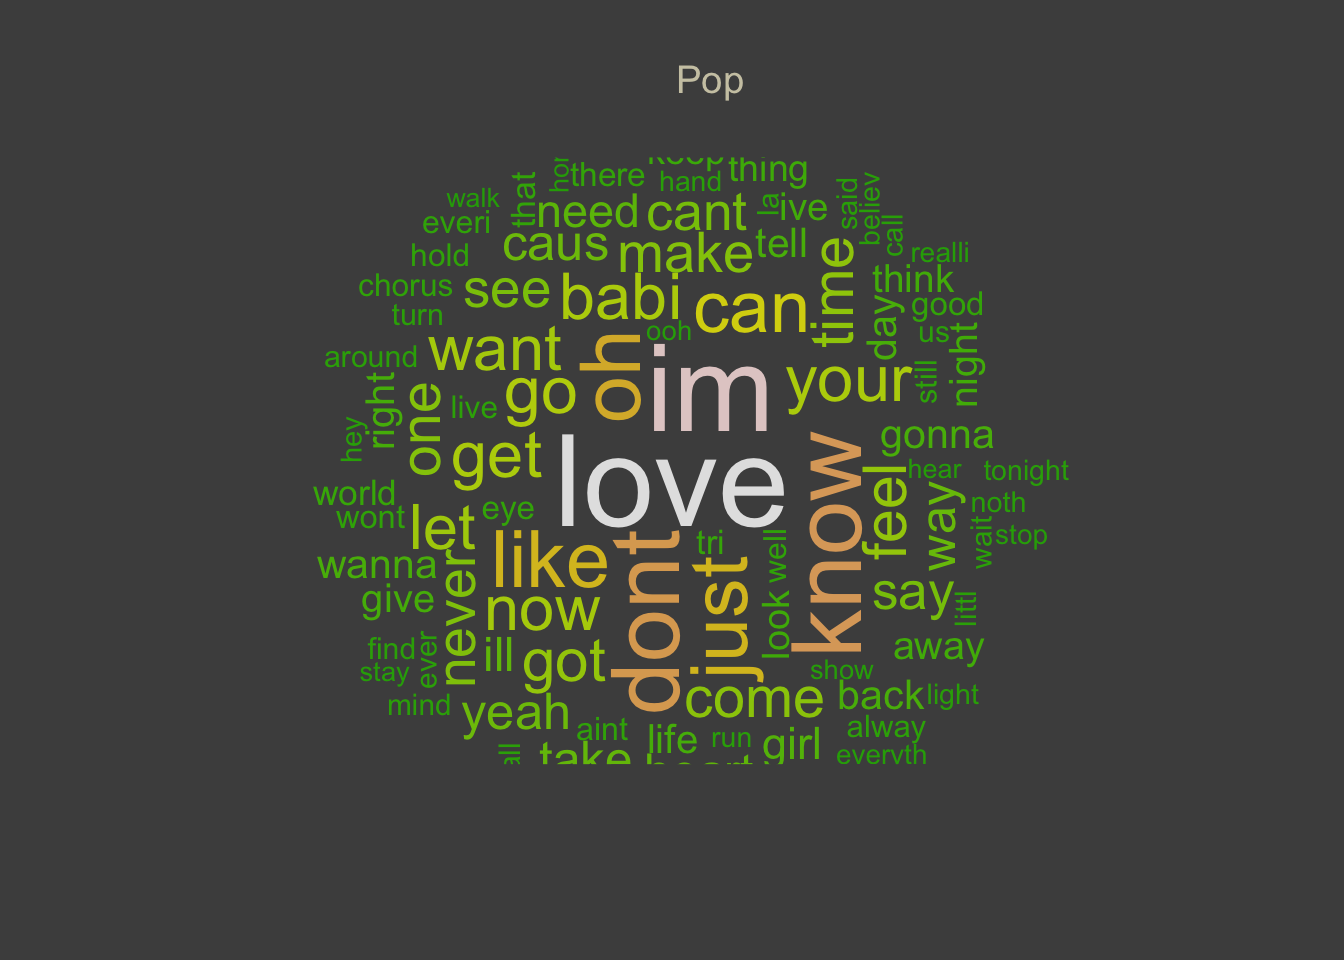 Pop
there
thing
hand
walk
that
la
ive
said
believ
everi
need
cant
call
caus
make
tell
time
realli
hold
think
chorus
see
babi
can
day
good
turn
ooh
us
night
around
want
oh
im
your
still
right
one
live
go
hey
get
love
know
gonna
feel
hear
tonight
world
wont
let
eye
way
noth
wait
stop
like
dont
tri
well
just
wanna
never
now
look
say
littl
give
find
ever
stay
ill
got
away
show
mind
yeah
come
back
light
aint
life
run
girl
alway
take
everyth